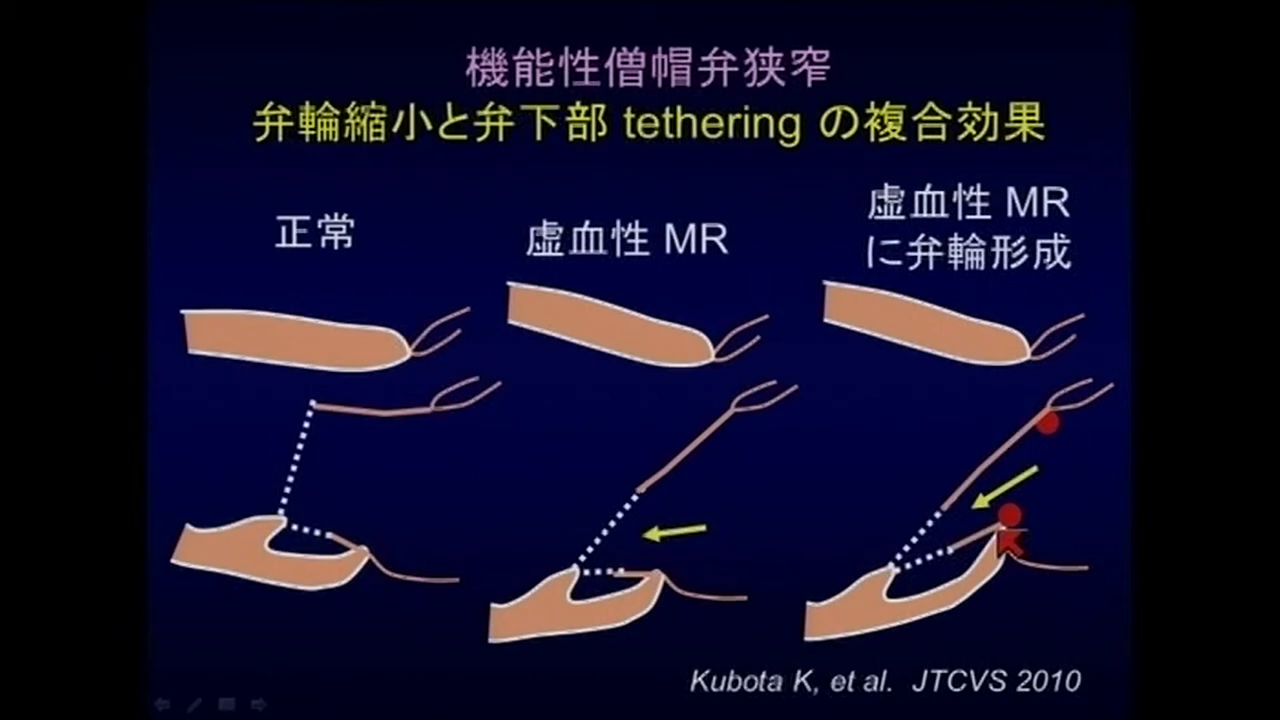 機能性僧帽弁狭窄
弁輪縮小と弁下部 tethering の複合効果
正常
虚血性 MR
虚血性 MR
に弁輪形成
Kubota K, et al. JTCVS 2010